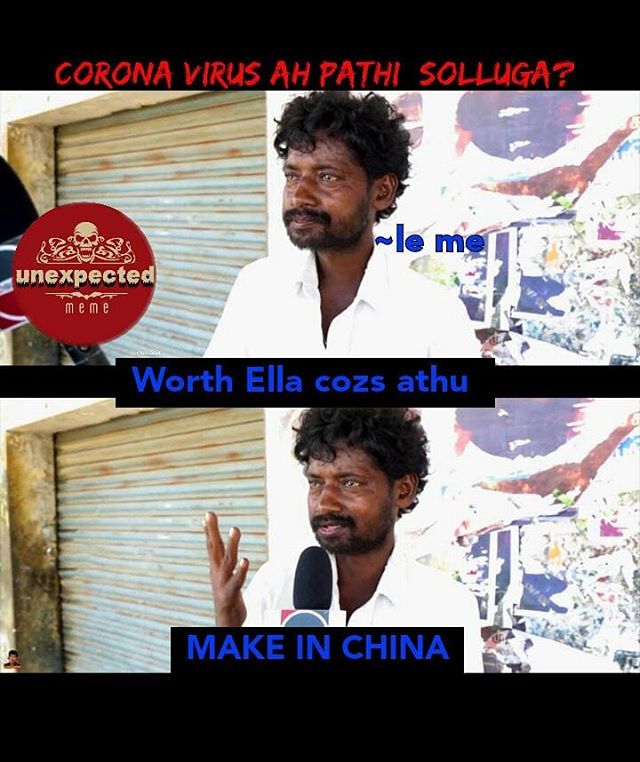 CORONA VIRUS AH PATHI SOLLUGA?
~le me
unexpected
meme
Worth Ella cozs athu
MAKE IN CHINA